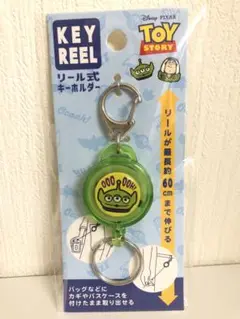 KEY
REEL
リール式
キーホルダー
Disney PIXAR
TOY
STORY
OOO OOH!
リールが最長約
60cmまで伸びる
バッグなどに
カギやパスケースを
付けたまま取り出せる